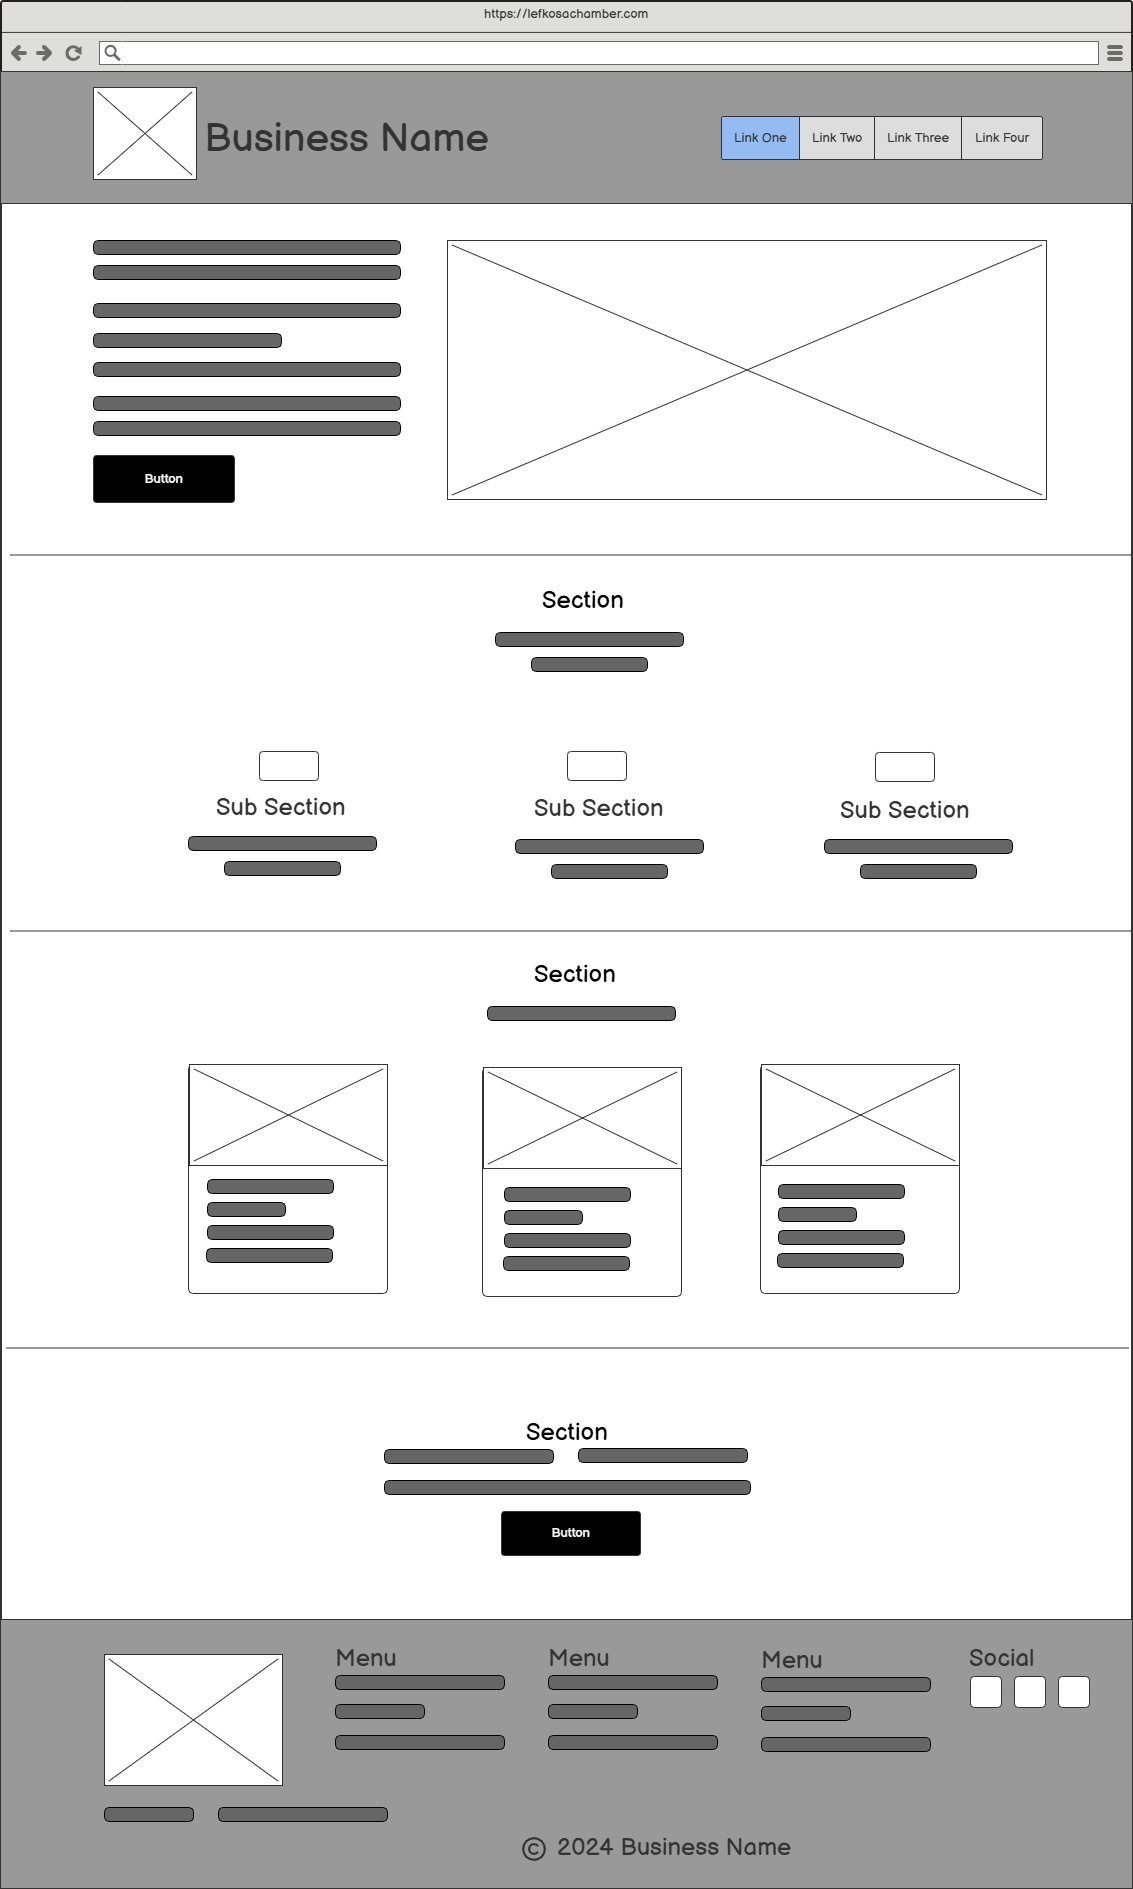 https://lefkosachamber.com
Business Name
Link One Link Two Link Three Link Four
Button
Section
Sub Section Sub Section Sub Section
Section
Section
Button
Menu Menu Menu Social
© 2024 Business Name